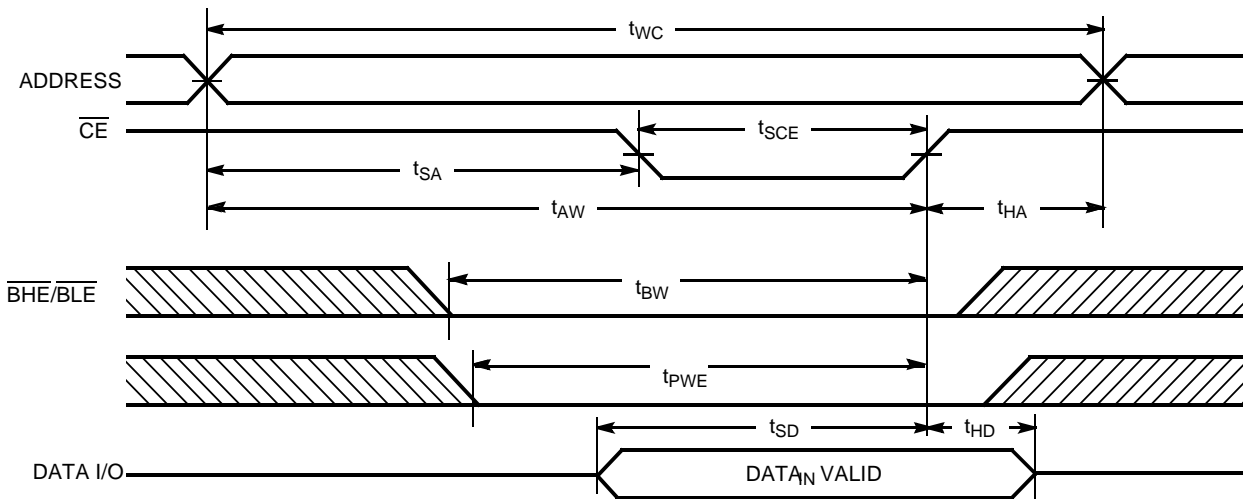 tWC
ADDRESS
CE
tSCE
tSA
tAW
tHA
BHE/BLE
tBW
tPWE
tSD
tHD
DATA I/O
DATAIN VALID